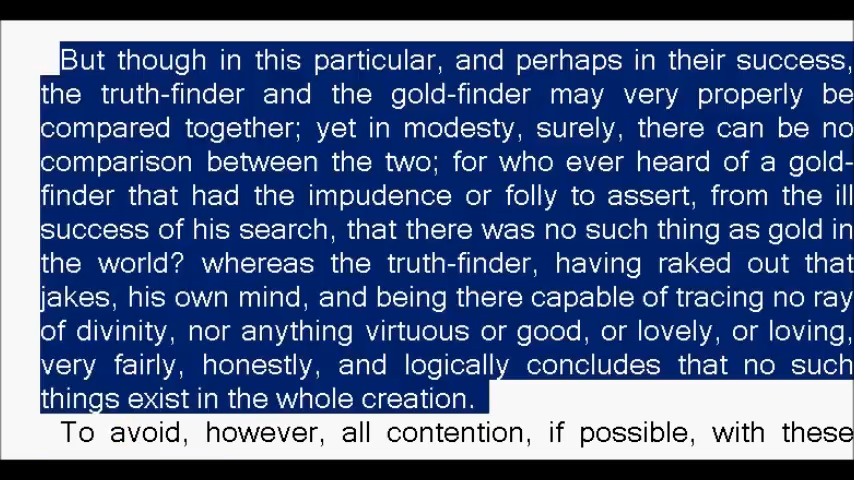 But though in this particular, and perhaps in their success,
the truth-finder and the gold-finder may very properly be
compared together; yet in modesty, surely, there can be no
comparison between the two; for who ever heard of a gold-
finder that had the impudence or folly to assert, from the ill
success of his search, that there was no such thing as gold in
the world? whereas the truth-finder, having raked out that
jakes, his own mind, and being there capable of tracing no ray
of divinity, nor anything virtuous or good, or lovely, or loving,
very fairly, honestly, and logically concludes that no such
things exist in the whole creation.
To avoid, however, all contention, if possible, with these